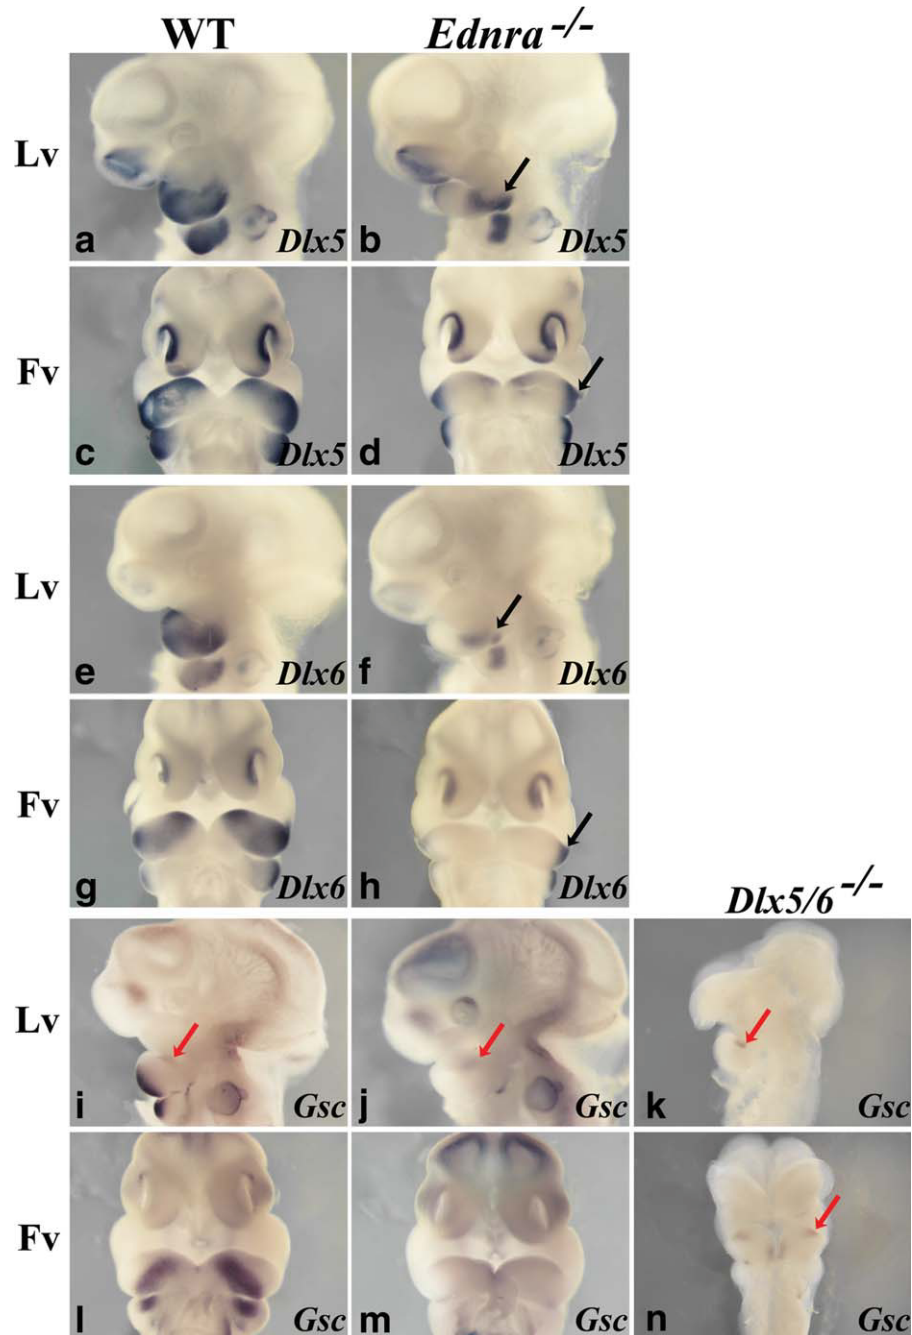 WT Ednra-/-
Lv
a Dlx5 b Dlx5
Fv
c Dlx5 d Dlx5
Lv
e Dlx6 f Dlx6
Fv
g Dlx6 h Dlx6
Dlx5/6-/-
Lv
i Gsc j Gsc k Gsc
Fv
l Gsc m Gsc n Gsc